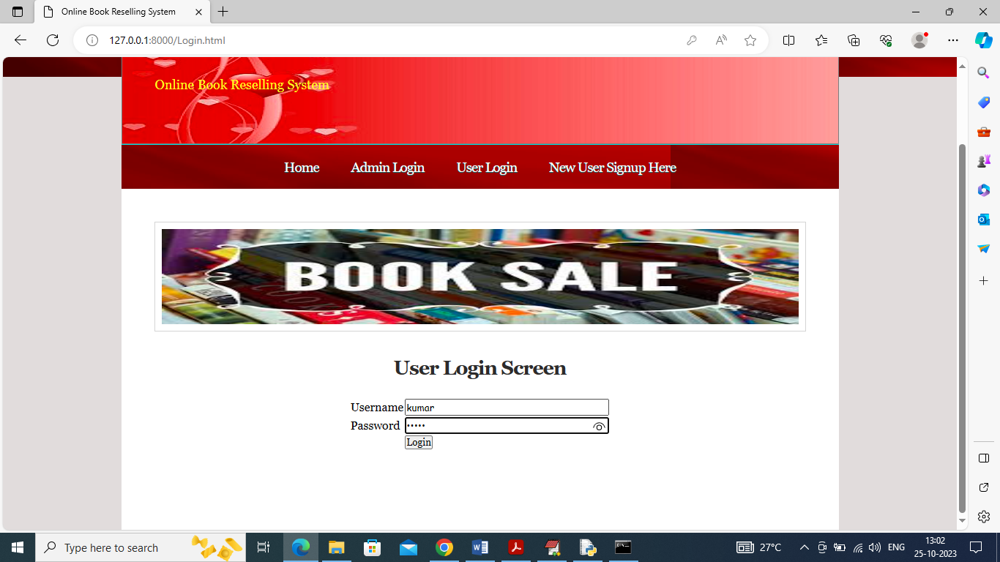 Online Book Reselling System
127.0.0.1:8000/Login.html
Online Book Reselling System
Home Admin Login User Login New User Signup Here
BOOK SALE
User Login Screen
Username kumar
Password •••••
Login
Type here to search
27°C
ENG
13:02
25-10-2023